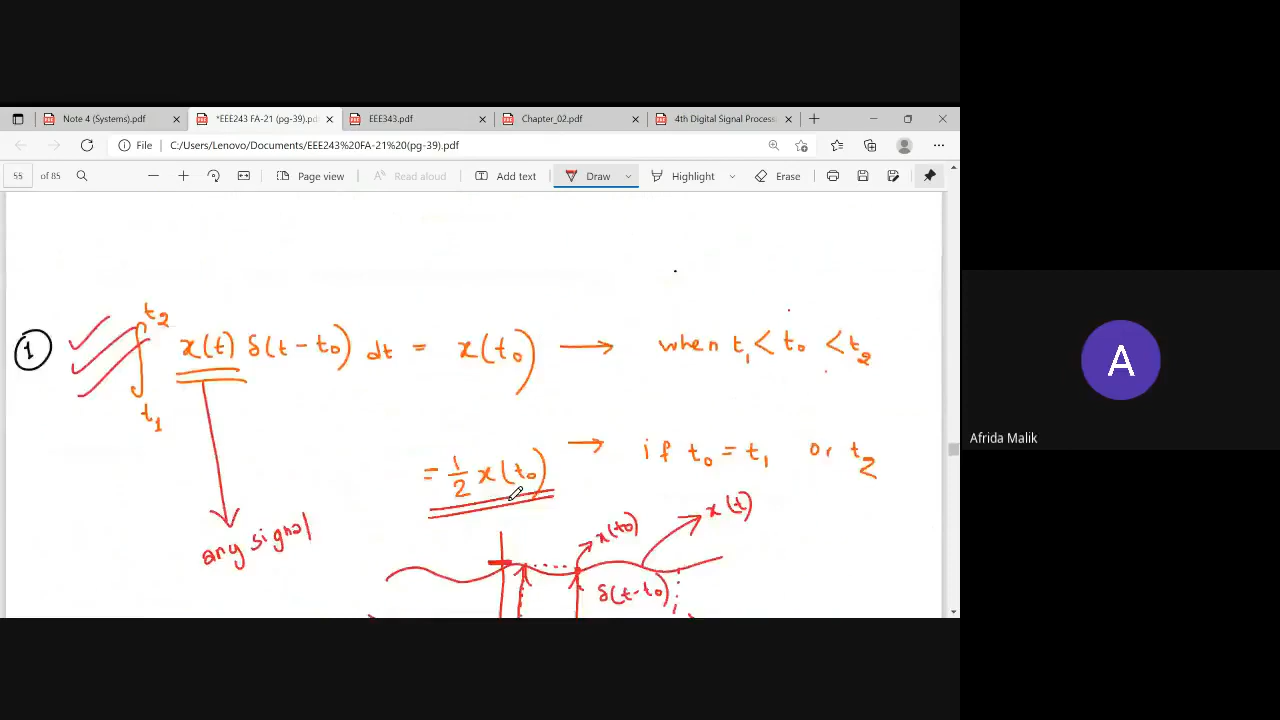 Note 4 (Systems).pdf
*EEE243 FA-21 (pg-39).pd
EEE343.pdf
Chapter_02.pdf
4th Digital Signal Process
File C:/Users/Lenovo/Documents/EEE243%20FA-21%20(pg-39).pdf
55 of 85
Page view
Read aloud
Add text
Draw
Highlight
Erase
① ∫ t₁ t₂ x(t) δ(t-t₀) dt = x(t₀) → when t₁ < t₀ < t₂
= 1/2 x(t₀) → if t₀ = t₁ or t₂
any signal
x(t₀)
x(t)
δ(t-t₀)
A
Afrida Malik